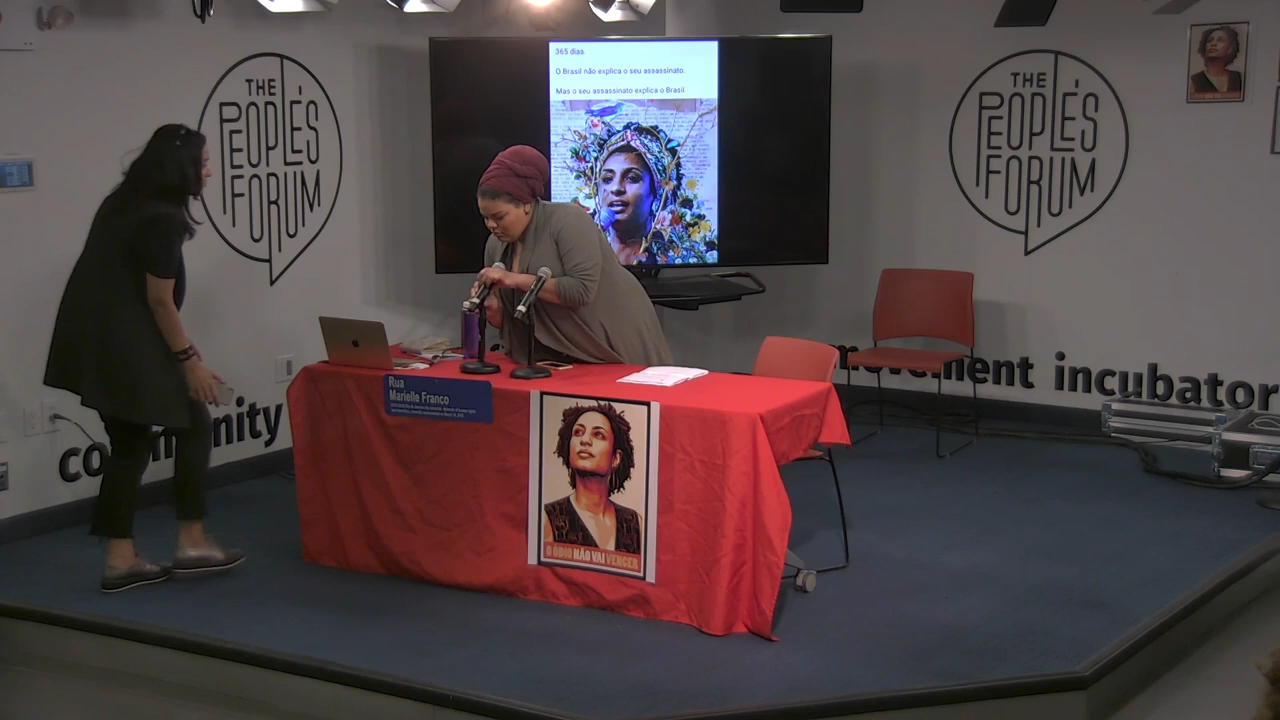 THE
PEOPLE'S
FORUM
365 dias.
O Brasil não explica o seu assassinato.
Mas o seu assassinato explica o Brasil.
THE
PEOPLE'S
FORUM
movement incubator
Rua
Marielle Franco
O ÓDIO NÃO VAI VENCER